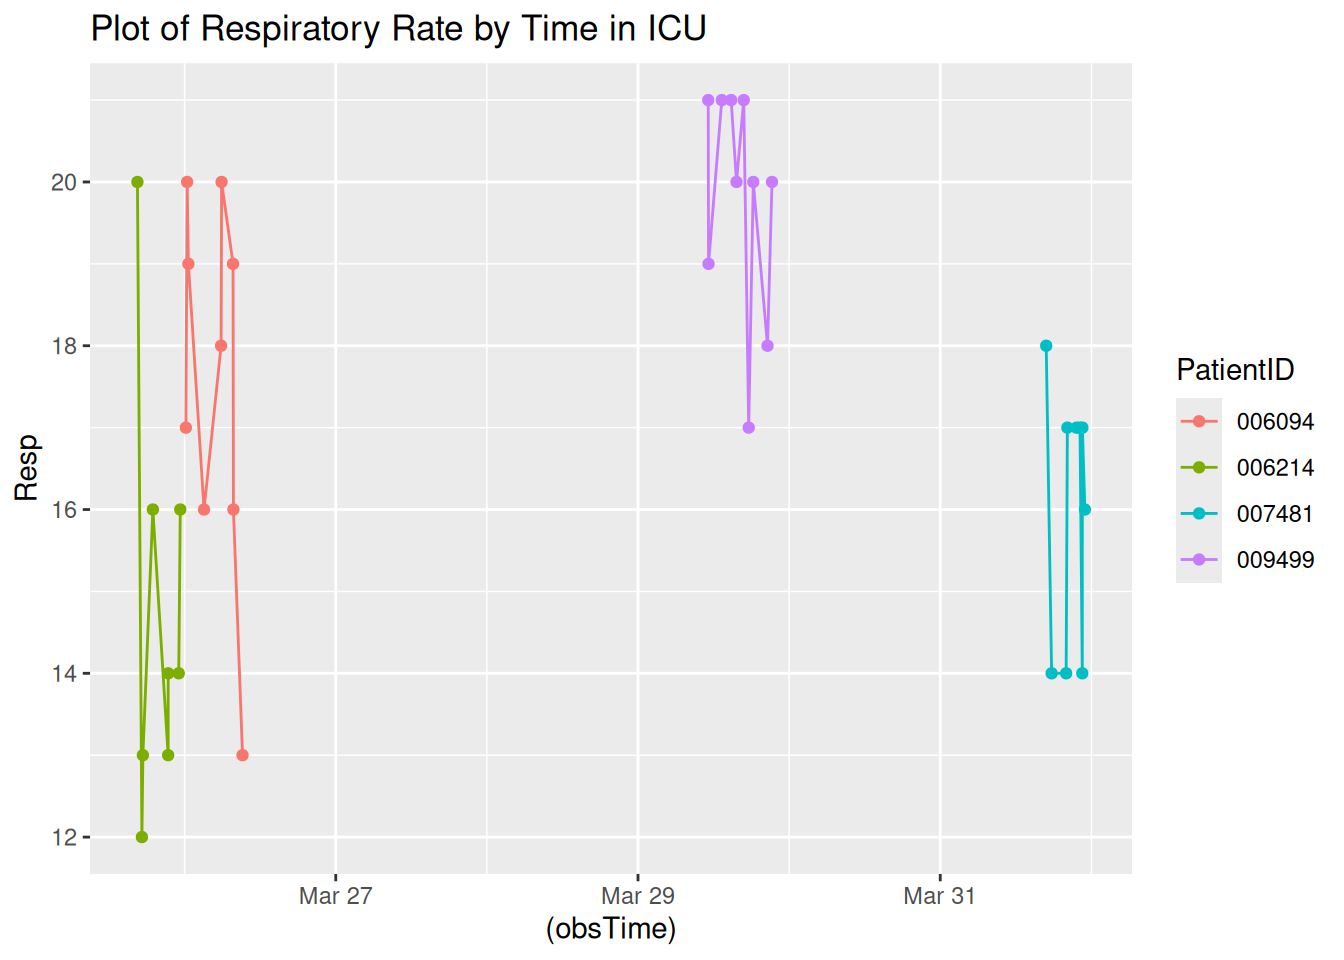 Plot of Respiratory Rate by Time in ICU
Resp
20
18
16
14
12
Mar 27
Mar 29
Mar 31
(obsTime)
PatientID
006094
006214
007481
009499